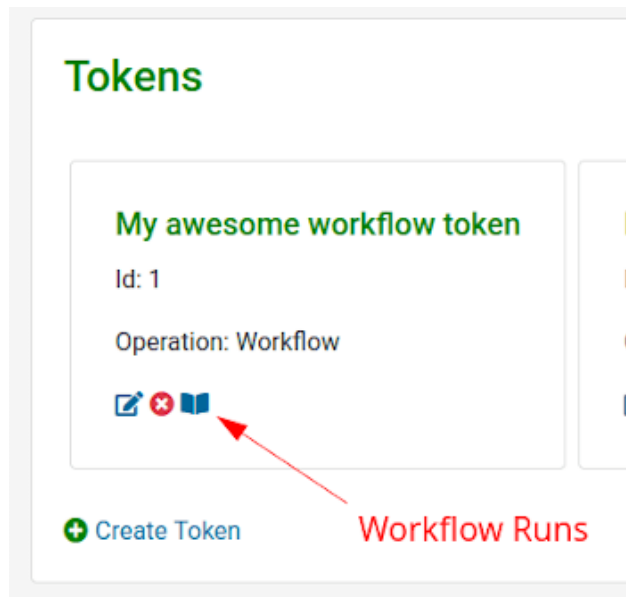 Tokens
My awesome workflow token
Id: 1
Operation: Workflow
Create Token
Workflow Runs